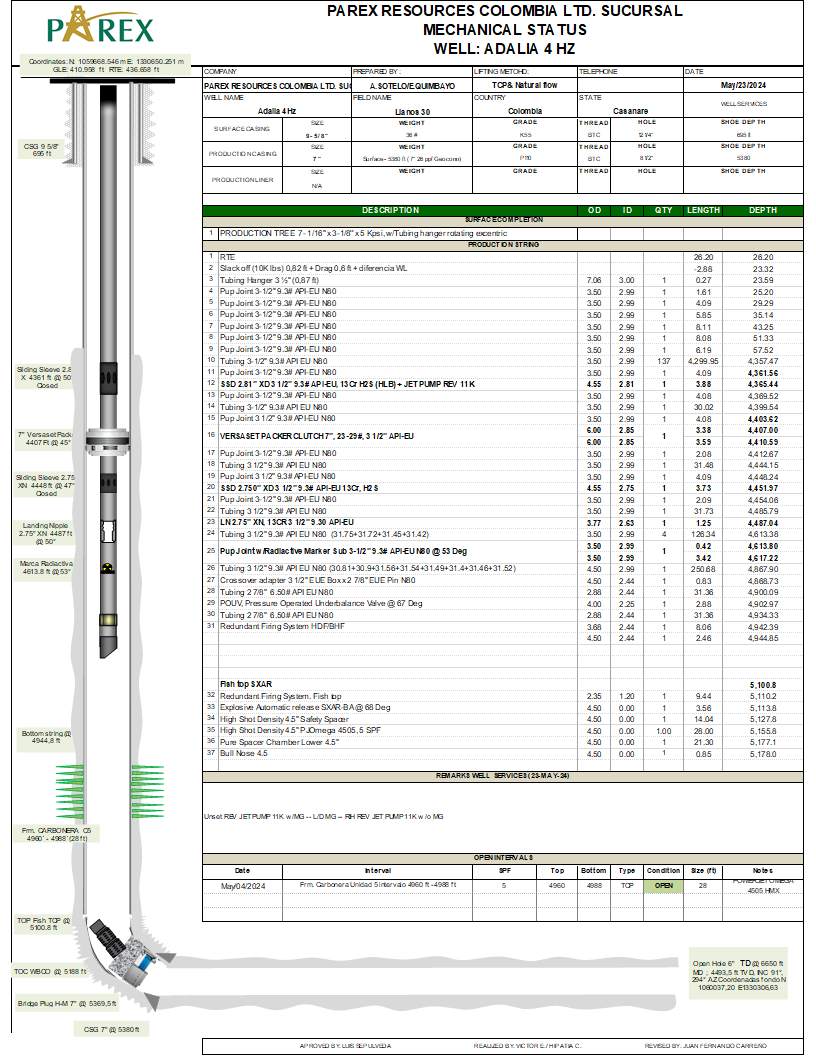 PAREX
PAREX RESOURCES COLOMBIA LTD. SUCURSAL
MECHANICAL STATUS
WELL: ADALIA 4 HZ
Coordinates: N: 1059668.546 m E: 1330650.251 m
GLE: 410.958 ft RTE: 436.658 ft
COMPANY PREPARED BY: LIFTING METOHD: TELEPHONE DATE
PAREX RESOURCES COLOMBIA LTD. SUC A.SOTELO/E.QUIMBAYO TCP& Natural flow May/23/2024
WELL NAME FIELD NAME COUNTRY STATE WELL SERVICES
Adalia 4 Hz Llanos 30 Colombia Casanare
SURFACE CASING SIZE WEIGHT GRADE THREAD HOLE SHOE DEPTH
9- 5/8" 36 # K55 BTC 12 1/4" 695 ft
PRODUCTION CASING SIZE WEIGHT GRADE THREAD HOLE SHOE DEPTH
7" Surface- 5380 ft ( 7" 26 ppf Geoconn) P110 BTC 8 1/2" 5380
PRODUCTION LINER SIZE WEIGHT GRADE THREAD HOLE SHOE DEPTH
N/A
DESCRIPTION OD ID QTY LENGTH DEPTH
SURFACE COMPLETION
1 PRODUCTION TREE 7- 1/16" x 3-1/8" x 5 Kpsi, w/Tubing hanger rotating excentric
PRODUCTION STRING
1 RTE 26.20 26.20
2 Slack off (10K lbs) 0,82 ft + Drag 0,6 ft + diferencia WL -2.88 23.32
3 Tubing Hanger 3 ½" (0,87 ft) 7.06 3.00 1 0.27 23.59
4 Pup Joint 3-1/2" 9.3# API-EU N80 3.50 2.99 1 1.61 25.20
5 Pup Joint 3-1/2" 9.3# API-EU N80 3.50 2.99 1 4.09 29.29
6 Pup Joint 3-1/2" 9.3# API-EU N80 3.50 2.99 1 5.85 35.14
7 Pup Joint 3-1/2" 9.3# API-EU N80 3.50 2.99 1 8.11 43.25
8 Pup Joint 3-1/2" 9.3# API-EU N80 3.50 2.99 1 8.08 51.33
9 Pup Joint 3-1/2" 9.3# API-EU N80 3.50 2.99 1 6.19 57.52
10 Tubing 3-1/2" 9.3# API EU N80 3.50 2.99 137 4,299.95 4,357.47
11 Pup Joint 3-1/2" 9.3# API-EU N80 3.50 2.99 1 4.09 4,361.56
12 SSD 2.81" XD3 1/2" 9.3# API-EU, 13Cr H2S (HLB) + JET PUMP REV 11K 4.55 2.81 1 3.88 4,365.44
13 Pup Joint 3-1/2" 9.3# API-EU N80 3.50 2.99 1 4.08 4,369.52
14 Tubing 3-1/2" 9.3# API EU N80 3.50 2.99 1 30.02 4,399.54
15 Pup Joint 3 1/2" 9.3# API-EU N80 3.50 2.99 1 4.08 4,403.62
16 VERSASET PACKER CLUTCH 7", 23-29#, 3 1/2" API-EU 6.00 2.85 1 3.38 4,407.00
6.00 2.85 3.59 4,410.59
17 Pup Joint 3-1/2" 9.3# API-EU N80 3.50 2.99 1 2.08 4,412.67
18 Tubing 3 1/2" 9.3# API EU N80 3.50 2.99 1 31.48 4,444.15
19 Pup Joint 3 1/2" 9.3# API-EU N80 3.50 2.99 1 4.09 4,448.24
20 SSD 2.750" XD3 1/2" 9.3# API-EU 13Cr, H2S 4.55 2.75 1 3.73 4,451.97
21 Pup Joint 3-1/2" 9.3# API-EU N80 3.50 2.99 1 2.09 4,454.06
22 Tubing 3 1/2" 9.3# API EU N80 3.50 2.99 1 31.73 4,485.79
23 LN 2.75" XN, 13CR3 1/2" 9.30 API-EU 3.77 2.63 1 1.25 4,487.04
24 Tubing 3 1/2" 9.3# API EU N80 (31.75+31.72+31.45+31.42) 3.50 2.99 4 126.34 4,613.38
25 Pup Joint w/Radiactive Marker Sub 3-1/2" 9.3# API-EU N80 @ 53 Deg 3.50 2.99 1 0.42 4,613.80
3.50 2.99 3.42 4,617.22
26 Tubing 3 1/2" 9.3# API EU N80 (30.81+30.9+31.56+31.54+31.49+31.4+31.46+31.52) 4.50 2.99 1 250.68 4,867.90
27 Crossover adapter 3 1/2" EUE Box x 2 7/8" EUE Pin N80 4.50 2.44 1 0.83 4,868.73
28 Tubing 2 7/8" 6.50# API EU N80 2.88 2.44 1 31.36 4,900.09
29 POUV, Pressure Operated Underbalance Valve @ 67 Deg 4.00 2.25 1 2.88 4,902.97
30 Tubing 2 7/8" 6.50# API EU N80 2.88 2.44 1 31.36 4,934.33
31 Redundant Firing System HDF/BHF 3.68 2.44 1 8.06 4,942.39
4.50 2.44 1 2.46 4,944.85
Fish top SXAR 5,100.8
32 Redundant Firing System. Fish top 2.35 1.20 1 9.44 5,110.2
33 Explosive Automatic release SXAR-BA @ 68 Deg 4.50 0.00 1 3.56 5,113.8
34 High Shot Density 4.5" Safety Spacer 4.50 0.00 1 14.04 5,127.8
35 High Shot Density 4.5" PJOmega 4505, 5 SPF 4.50 0.00 1.00 28.00 5,155.8
36 Pure Spacer Chamber Lower 4.5" 4.50 0.00 1 21.30 5,177.1
37 Bull Nose 4.5 4.50 0.00 1 0.85 5,178.0
REMARKS WELL SERVICES (23-MAY-24)
Unset REV JET PUMP 11K w/MG -- L/D MG -- RIH REV JET PUMP 11K w/o MG
OPEN INTERVALS
Date Interval SPF Top Bottom Type Condition Size (ft) Notes
May/04/2024 Frm. Carbonera Unidad 5 intervalo 4960 ft - 4988 ft 5 4960 4988 TCP OPEN 28 POWERJET OMEGA
4505 HMX
CSG 9 5/8"
695 ft
Sliding Sleeve 2.8
X 4361 ft @ 50°
Closed
7" Versaset Pack
4407 Ft @ 45°
Sliding Sleeve 2.75
XN 4448 ft @ 47°
Closed
Landing Nipple
2.75" XN 4487 ft
@ 50°
Marca Radiactiva
4613.8 ft @ 53°
Bottom string @
4944,8 ft
Frm. CARBONERA C5
4960' - 4988' (28 ft)
TOP Fish TCP @
5100.8 ft
TOC WBCO @ 5188 ft
Bridge Plug H-M 7" @ 5369,5 ft
CSG 7" @ 5380 ft
Open Hole 6" TD @ 6650 ft
MD ; 4493,5 ft TVD, INC 91°,
294° AZ Coordenadas fondo N
1060037,20 E1330306,63
APROVED BY: LUIS SEPULVEDA REALIZED BY: VICTOR E./ HIPATIA C. REVISED BY: JUAN FERNANDO CARREÑO